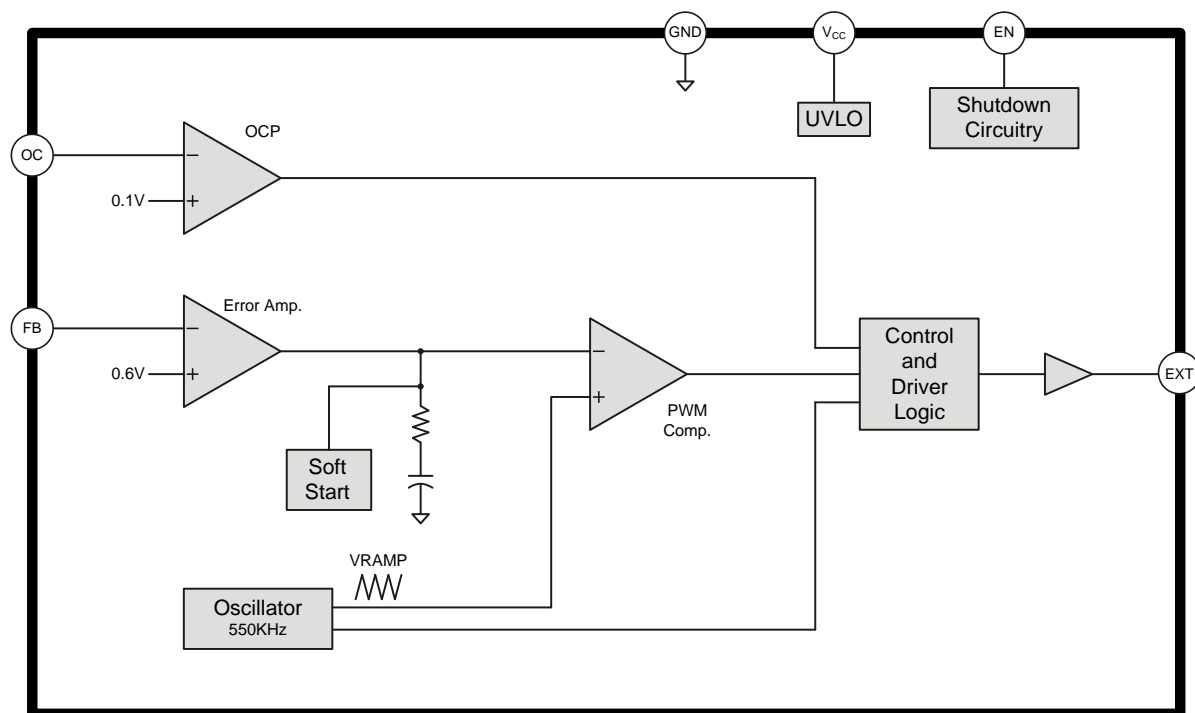 GND
VCC
EN
UVLO
Shutdown
Circuitry
OCP
OC
−
0.1V
+
Error Amp.
FB
−
0.6V
+
−
+
PWM
Comp.
Control
and
Driver
Logic
EXT
Soft
Start
VRAMP
Oscillator
550KHz